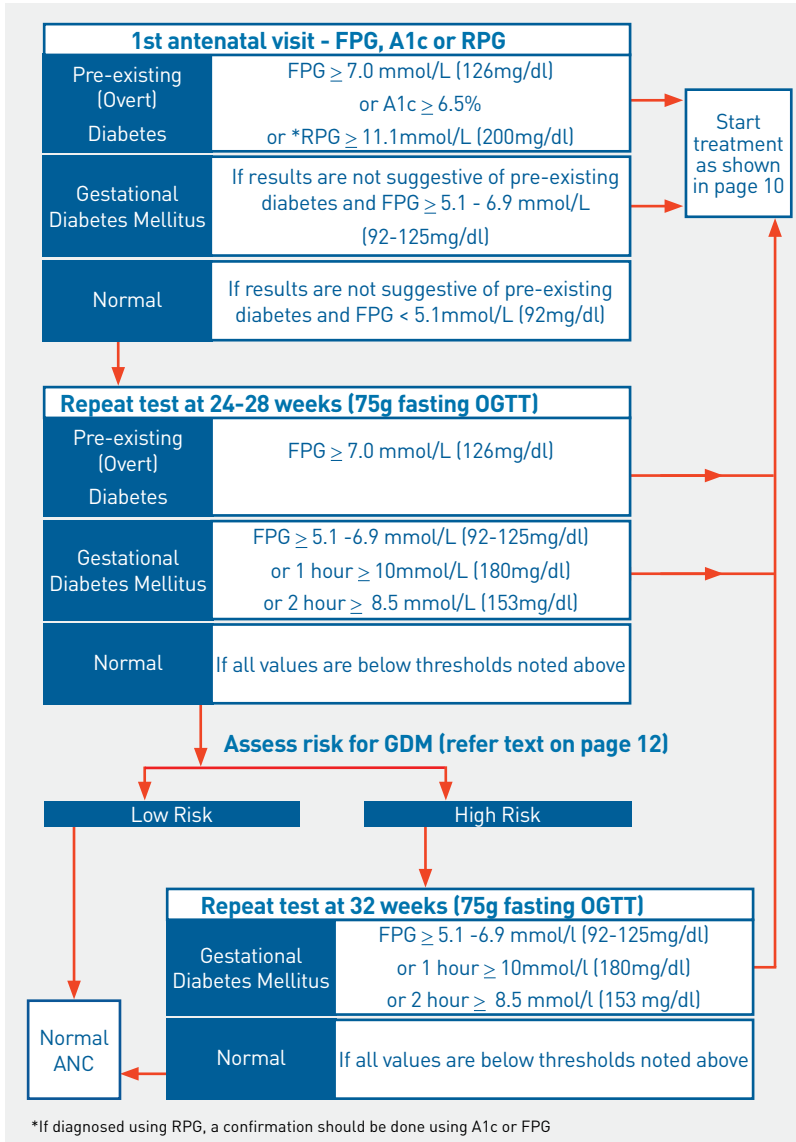 1st antenatal visit - FPG, A1c or RPG
Pre-existing
(Overt)
Diabetes
FPG ≥ 7.0 mmol/L (126mg/dl)
or A1c ≥ 6.5%
or *RPG ≥ 11.1mmol/L (200mg/dl)
Start
treatment
as shown
in page 10
Gestational
Diabetes Mellitus
If results are not suggestive of pre-existing
diabetes and FPG ≥ 5.1 - 6.9 mmol/L
(92-125mg/dl)
Normal
If results are not suggestive of pre-existing
diabetes and FPG < 5.1mmol/L (92mg/dl)
Repeat test at 24-28 weeks (75g fasting OGTT)
Pre-existing
(Overt)
Diabetes
FPG ≥ 7.0 mmol/L (126mg/dl)
Gestational
Diabetes Mellitus
FPG ≥ 5.1 -6.9 mmol/L (92-125mg/dl)
or 1 hour ≥ 10mmol/L (180mg/dl)
or 2 hour ≥ 8.5 mmol/L (153mg/dl)
Normal
If all values are below thresholds noted above
Assess risk for GDM (refer text on page 12)
Low Risk
High Risk
Repeat test at 32 weeks (75g fasting OGTT)
Gestational
Diabetes Mellitus
FPG ≥ 5.1 -6.9 mmol/l (92-125mg/dl)
or 1 hour ≥ 10mmol/l (180mg/dl)
or 2 hour ≥ 8.5 mmol/l (153 mg/dl)
Normal
If all values are below thresholds noted above
Normal
ANC
*If diagnosed using RPG, a confirmation should be done using A1c or FPG